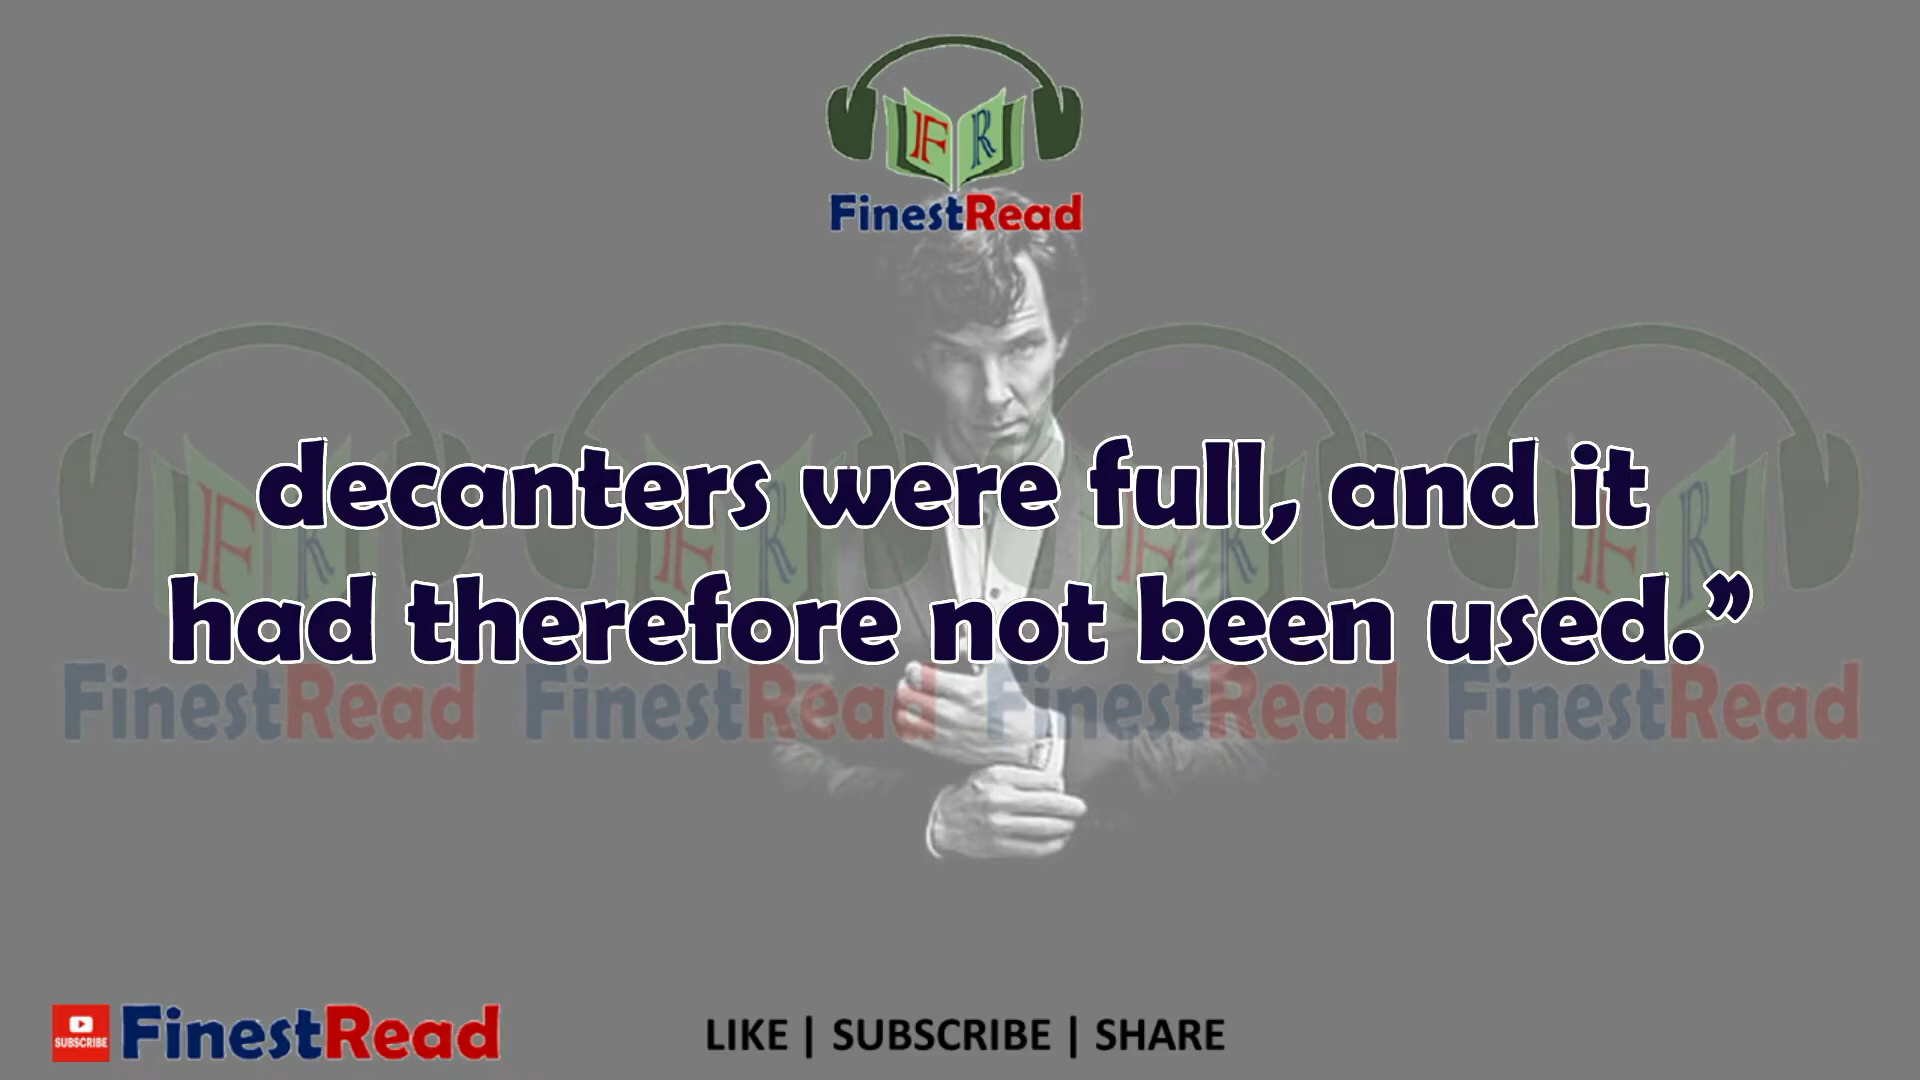 F R
FinestRead
decanters were full, and it
had therefore not been used.”
F R F R F R F R
FinestRead FinestRead FinestRead FinestRead
SUBSCRIBE FinestRead LIKE | SUBSCRIBE | SHARE